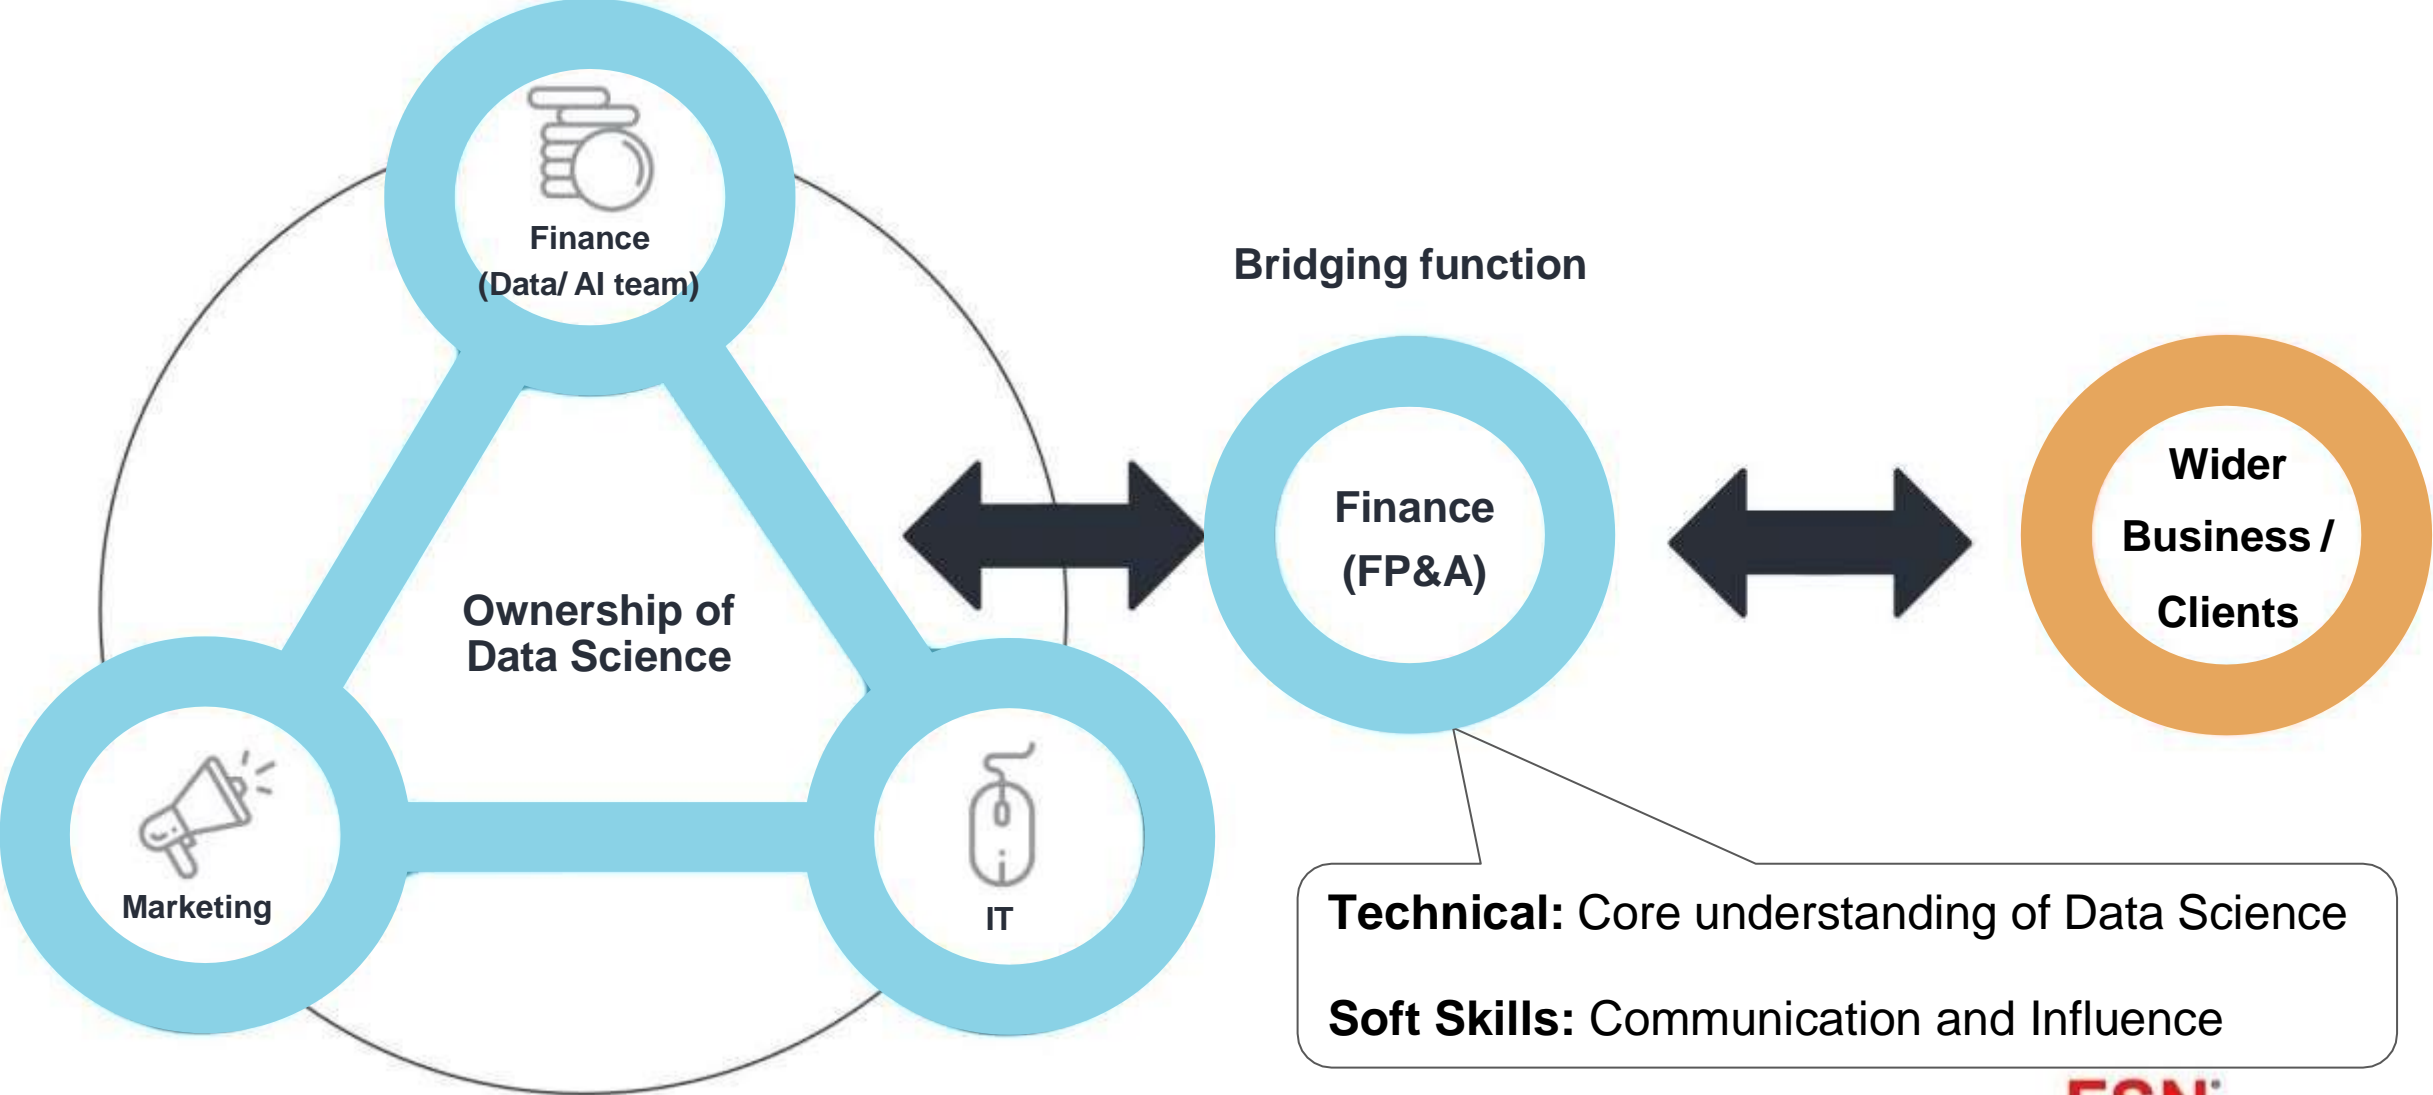 Finance
(Data/ AI team)
Bridging function
Ownership of
Data Science
Finance
(FP&A)
Wider
Business /
Clients
Marketing
IT
Technical: Core understanding of Data Science
Soft Skills: Communication and Influence